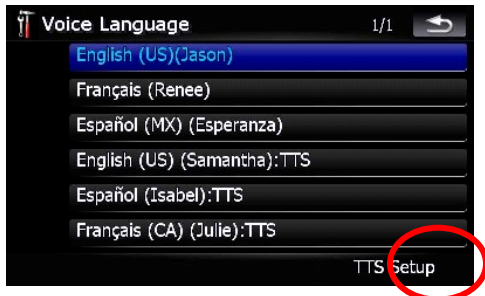 Voice Language 1/1
English (US)(Jason)
Français (Renee)
Español (MX) (Esperanza)
English (US) (Samantha):TTS
Español (Isabel):TTS
Français (CA) (Julie):TTS
TTS Setup